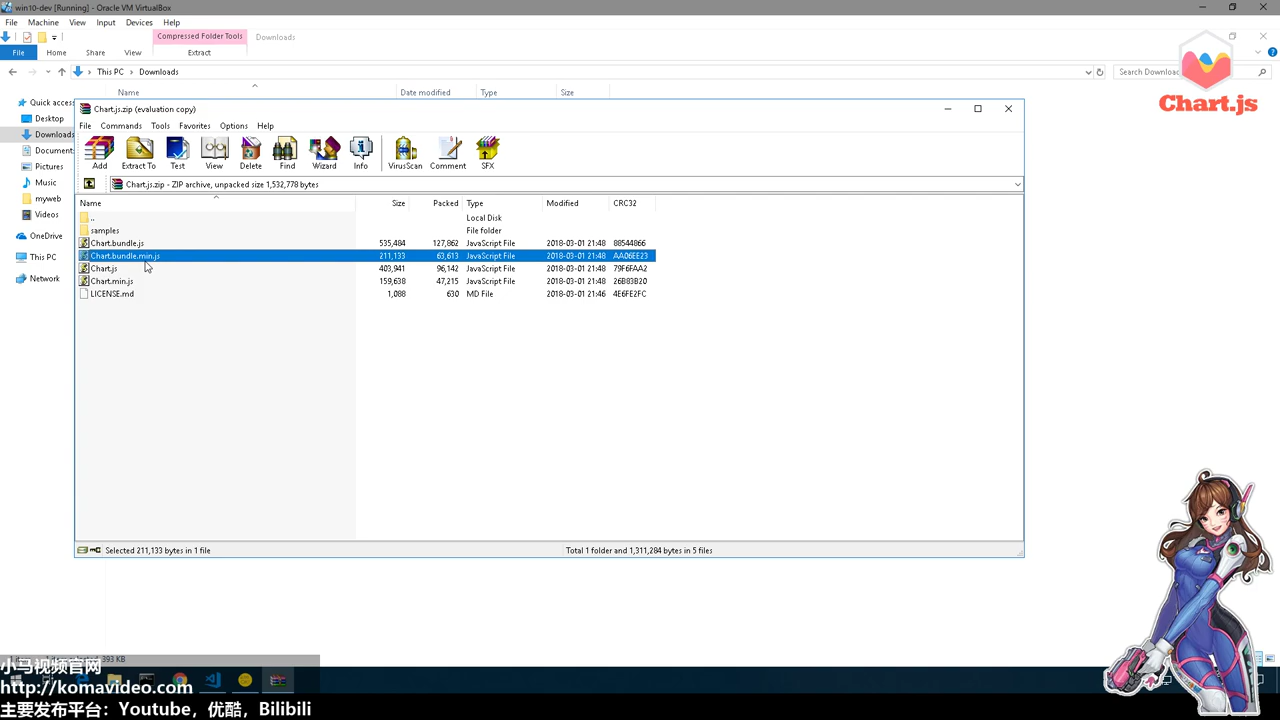 win10-dev [Running] - Oracle VM VirtualBox
File Machine View Input Devices Help
Compressed Folder Tools Downloads
File Home Share View Extract
This PC > Downloads Search Downloac
Name Date modified Type Size
Quick access
Desktop
Downloads
Document
Pictures
Music
myweb
Videos
OneDrive
This PC
Network
Chart.js.zip (evaluation copy)
File Commands Tools Favorites Options Help
Add Extract To Test View Delete Find Wizard Info VirusScan Comment SFX
Chart.js.zip - ZIP archive, unpacked size 1,532,778 bytes
Name Size Packed Type Modified CRC32
.. Local Disk
samples File folder
Chart.bundle.js 535,484 127,862 JavaScript File 2018-03-01 21:48 88544866
Chart.bundle.min.js 211,133 63,613 JavaScript File 2018-03-01 21:48 AA06EE23
Chart.js 403,941 96,142 JavaScript File 2018-03-01 21:48 79F6FAA2
Chart.min.js 159,638 47,215 JavaScript File 2018-03-01 21:48 26B83B20
LICENSE.md 1,088 630 MD File 2018-03-01 21:46 4E6FE2FC
Selected 211,133 bytes in 1 file Total 1 folder and 1,311,284 bytes in 5 files
Chart.js
393 KB
小马视频官网
http://komavideo.com
主要发布平台：Youtube，优酷，Bilibili